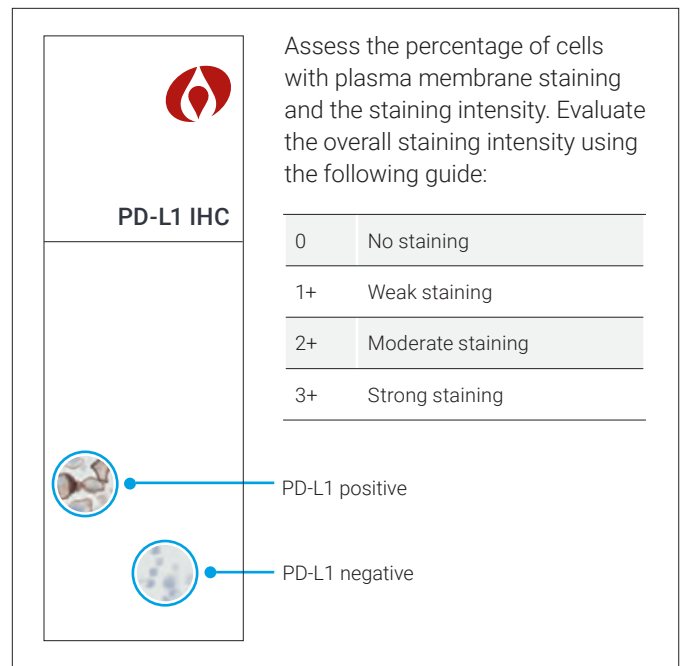 Assess the percentage of cells
with plasma membrane staining
and the staining intensity. Evaluate
the overall staining intensity using
the following guide:
PD-L1 IHC
0 No staining
1+ Weak staining
2+ Moderate staining
3+ Strong staining
PD-L1 positive
PD-L1 negative